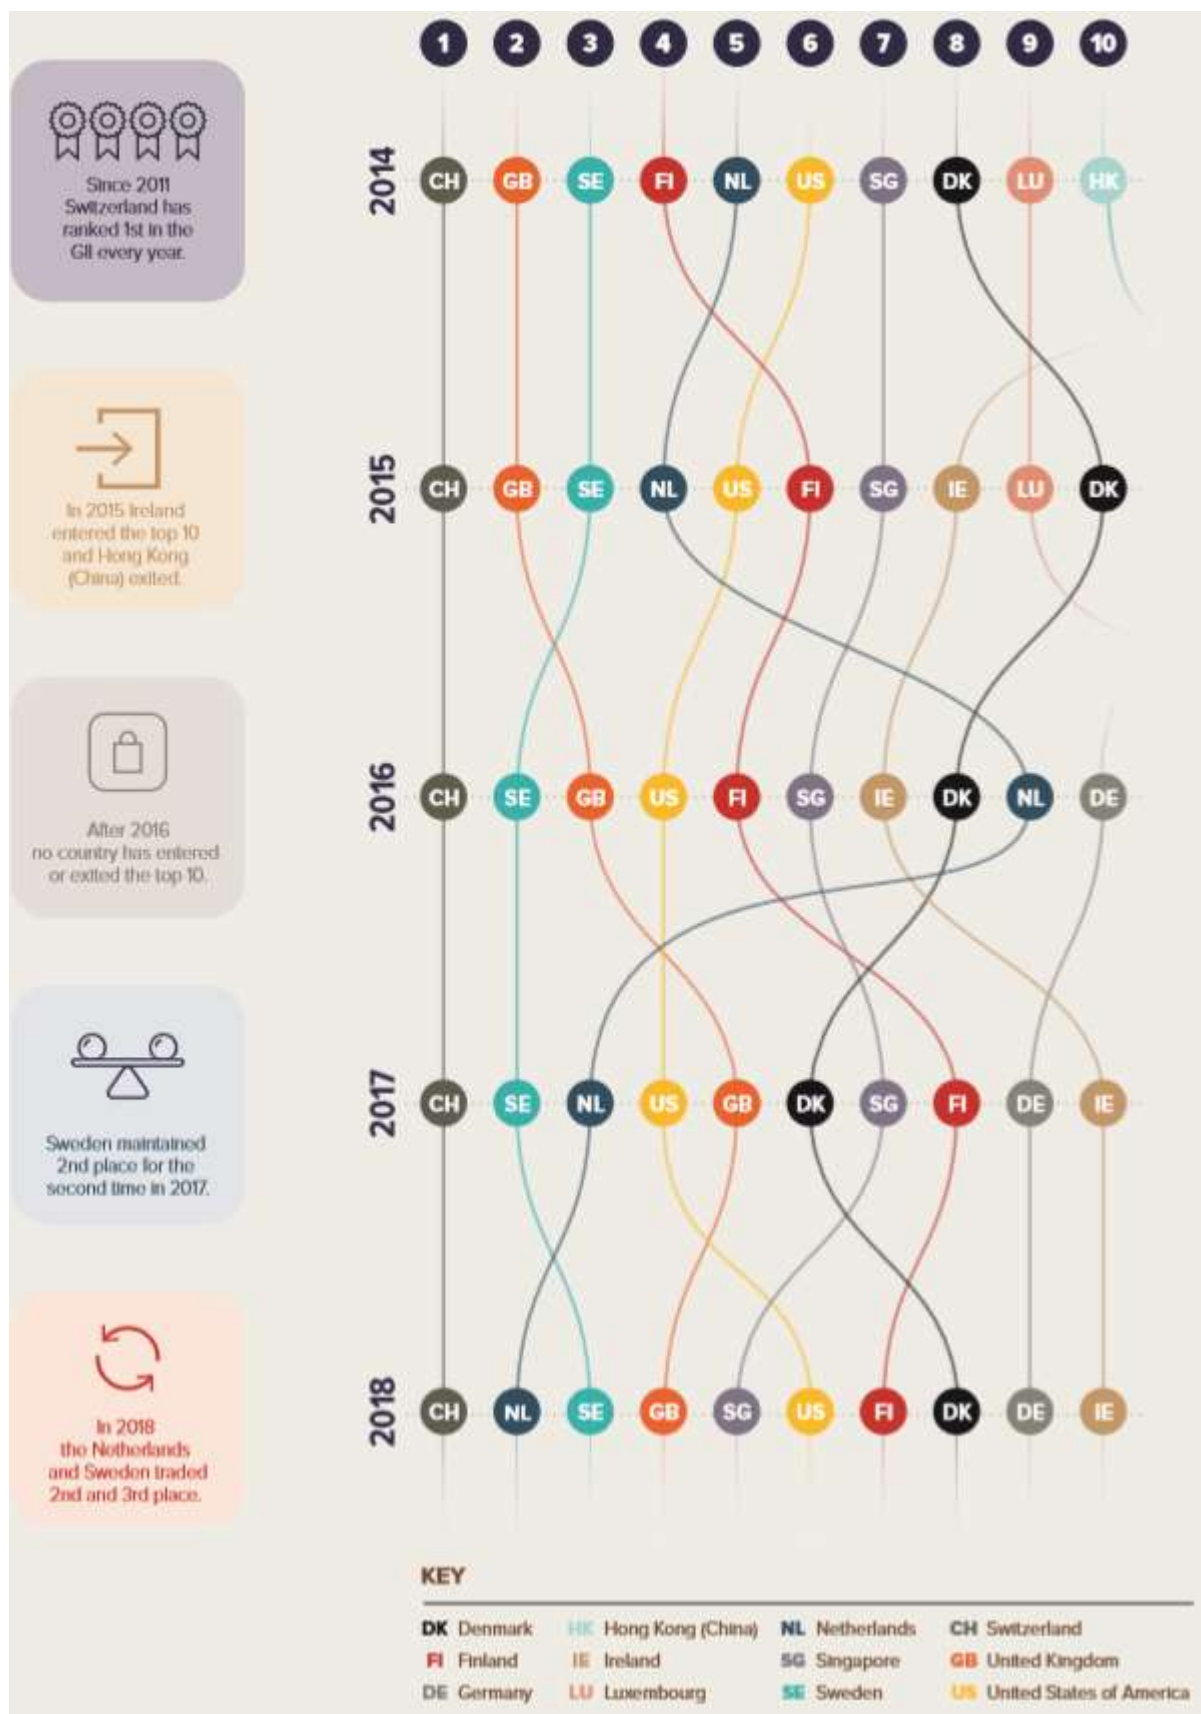 1 2 3 4 5 6 7 8 9 10
2014 CH GB SE FI NL US SG DK LU HK
Since 2011
Switzerland has
ranked 1st in the
GII every year.
2015 CH GB SE NL US FI SG IE LU DK
In 2015 Ireland
entered the top 10
and Hong Kong
(China) exited.
2016 CH SE GB US FI SG IE DK NL DE
After 2016
no country has entered
or exited the top 10.
2017 CH SE NL US GB DK SG FI DE IE
Sweden maintained
2nd place for the
second time in 2017.
2018 CH NL SE GB SG US FI DK DE IE
In 2018
the Netherlands
and Sweden traded
2nd and 3rd place.
KEY
DK Denmark HK Hong Kong (China) NL Netherlands CH Switzerland
FI Finland IE Ireland SG Singapore GB United Kingdom
DE Germany LU Luxembourg SE Sweden US United States of America